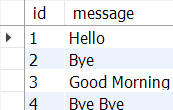 id message
1 Hello
2 Bye
3 Good Morning
4 Bye Bye